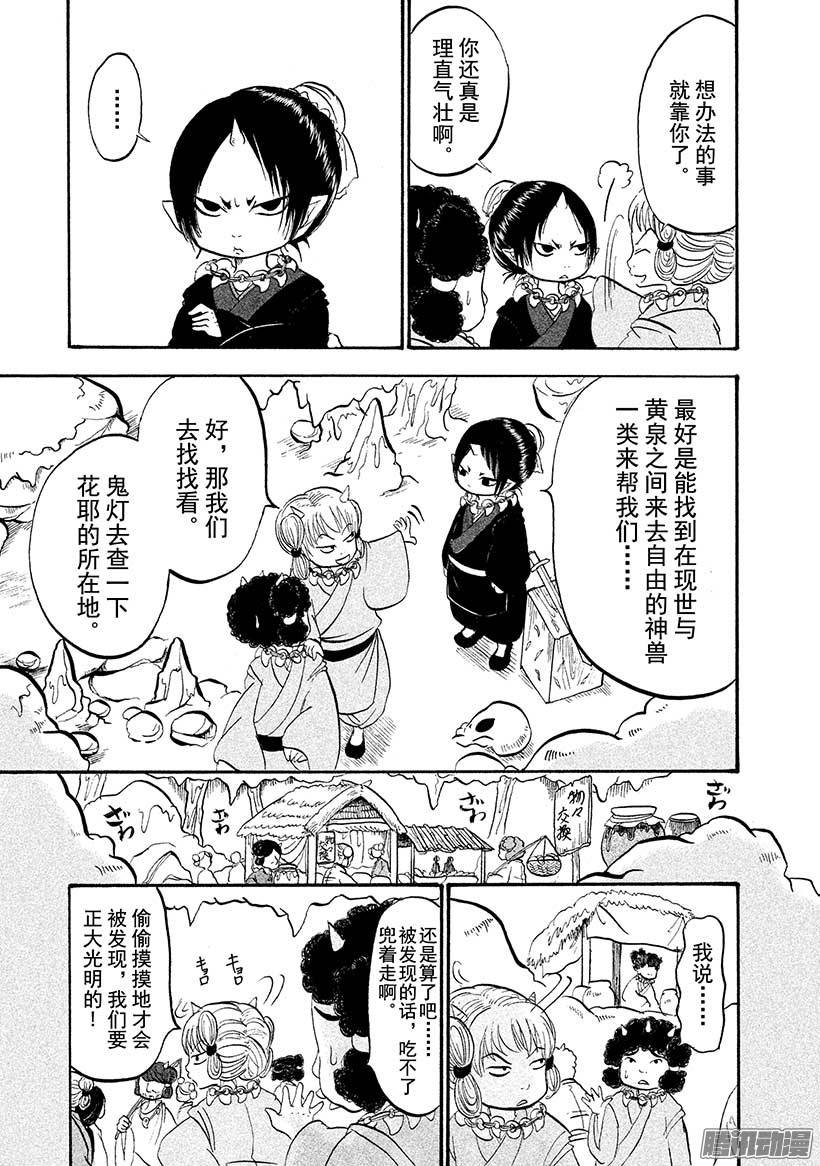 想办法的事
就靠你了。
你还真是
理直气壮啊。
……
最好是能找到在现世与
黄泉之间来去自由的神兽
一类来帮我们……
好，那我们
去找找看。
鬼灯去查一下
花耶的所在地。
ざわ
物々
交換
ざわ
ざわ
我说……
还是算了吧……
被发现的话，吃不了
兜着走啊。
キョロ
キョロ
偷偷摸摸地才会
被发现，我们要
正大光明的！
腾讯动漫